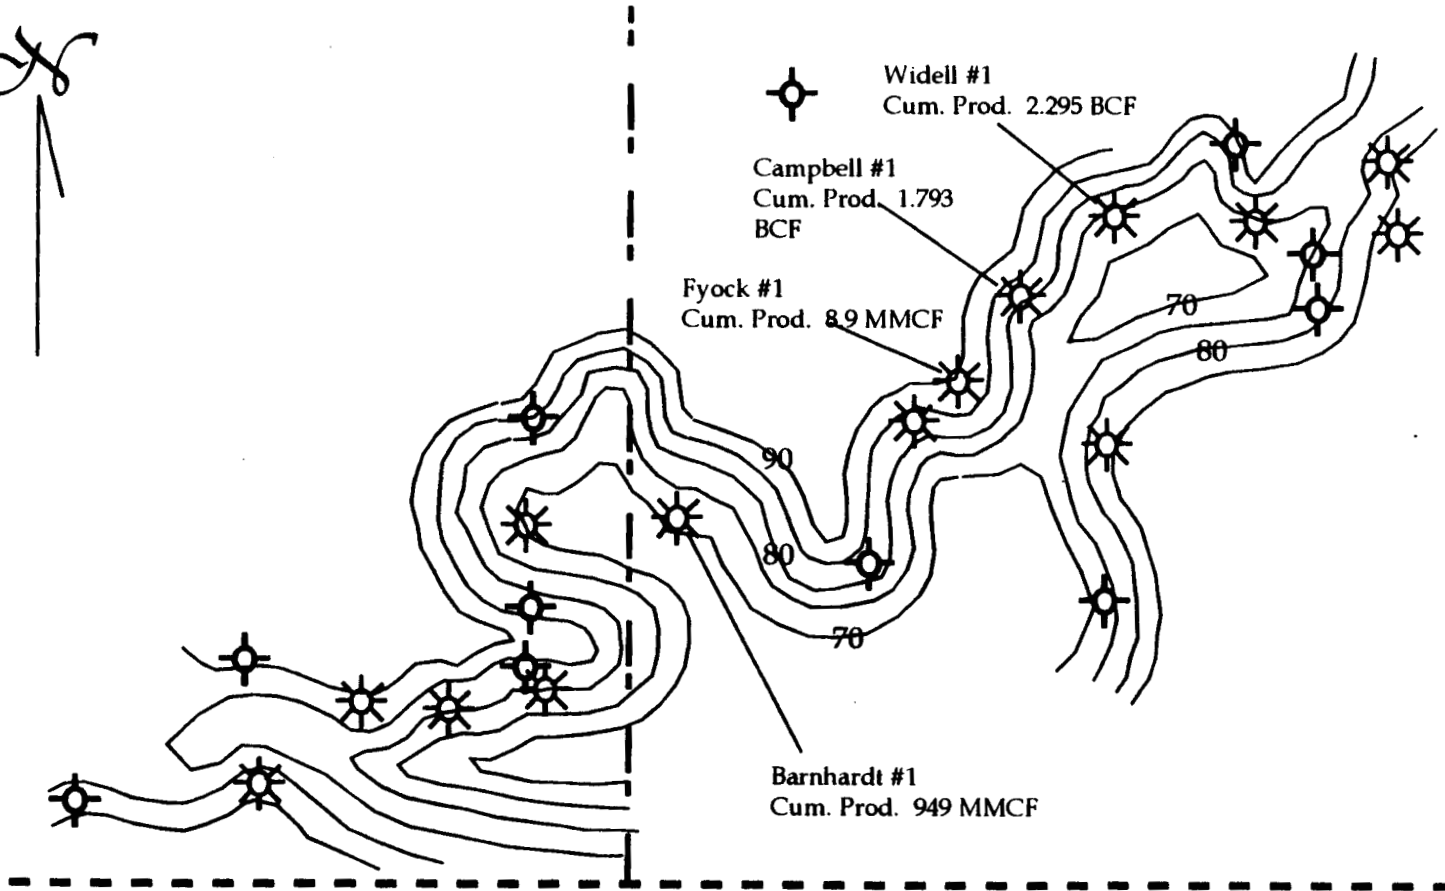 N
Widell #1
Cum. Prod. 2.295 BCF
Campbell #1
Cum. Prod. 1.793
BCF
Fyock #1
Cum. Prod. 8.9 MMCF
70
80
90
80
70
Barnhardt #1
Cum. Prod. 949 MMCF